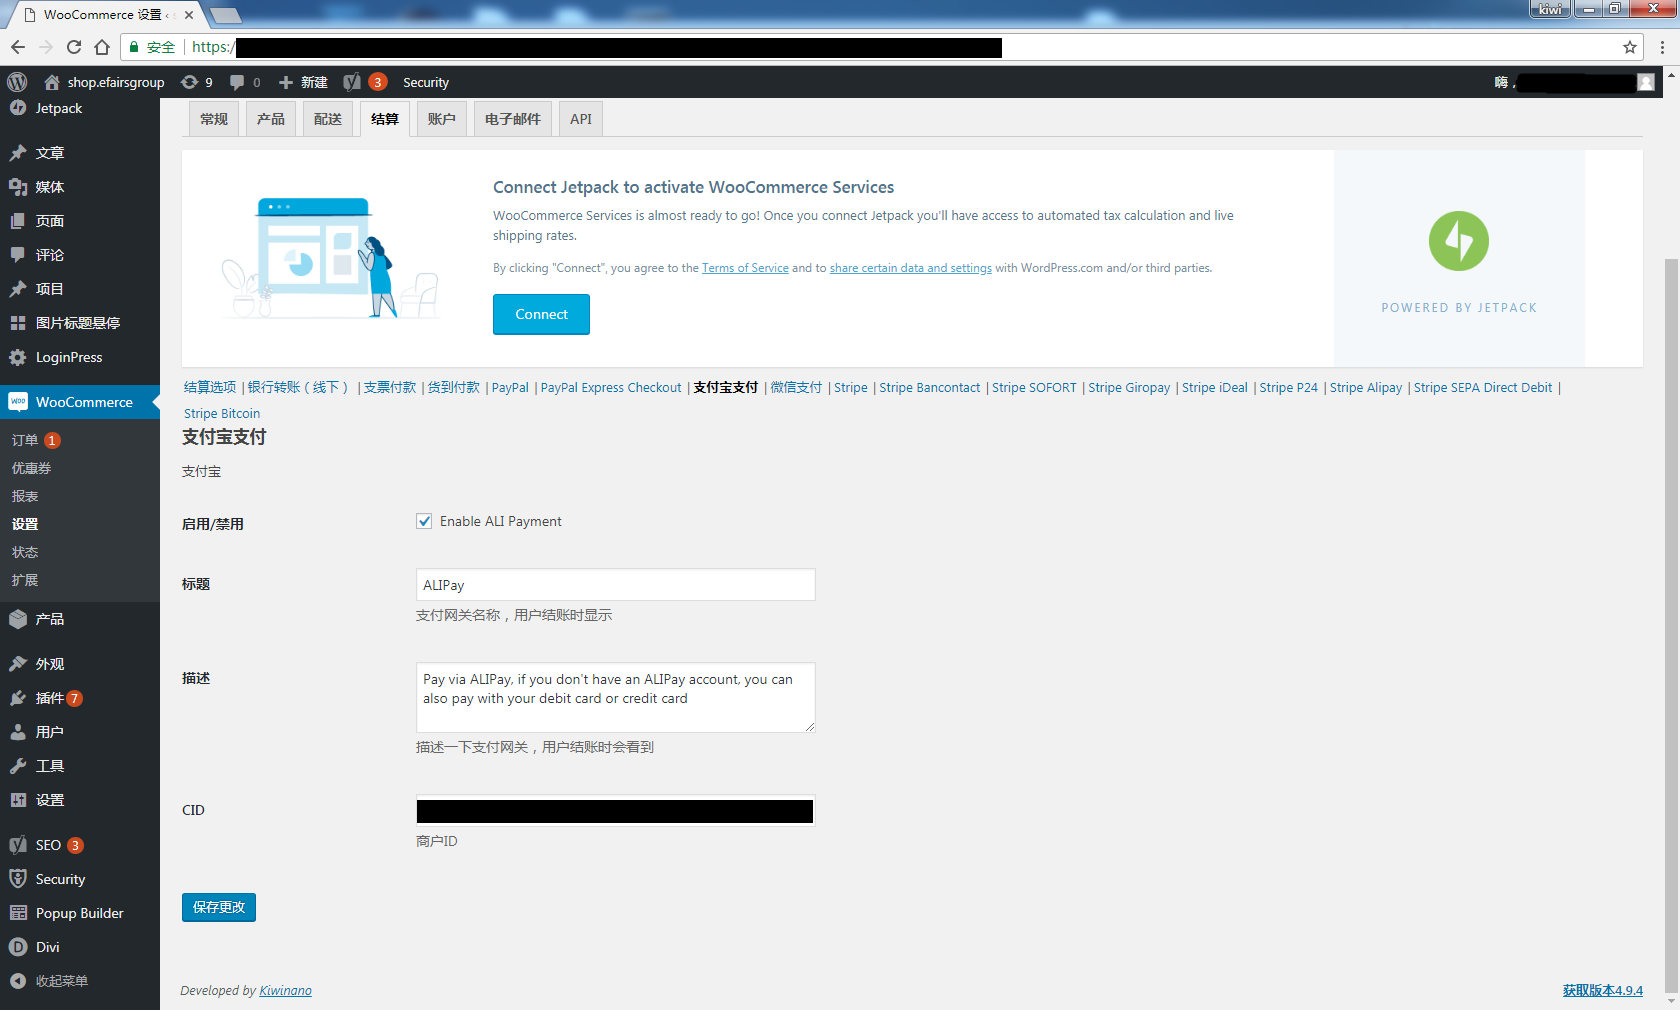 WooCommerce 设置 ‹ s
kiwi
安全
https:/
shop.efairsgroup
9
0
新建
3
Security
嗨，
Jetpack
文章
媒体
页面
评论
项目
图片标题悬停
LoginPress
WooCommerce
订单 1
优惠券
报表
设置
状态
扩展
产品
外观
插件 7
用户
工具
设置
SEO 3
Security
Popup Builder
Divi
收起菜单
常规 产品 配送 结算 账户 电子邮件 API
Connect Jetpack to activate WooCommerce Services
WooCommerce Services is almost ready to go! Once you connect Jetpack you'll have access to automated tax calculation and live
shipping rates.
By clicking "Connect", you agree to the Terms of Service and to share certain data and settings with WordPress.com and/or third parties.
Connect
POWERED BY JETPACK
结算选项 | 银行转账（线下） | 支票付款 | 货到付款 | PayPal | PayPal Express Checkout | 支付宝支付 | 微信支付 | Stripe | Stripe Bancontact | Stripe SOFORT | Stripe Giropay | Stripe iDeal | Stripe P24 | Stripe Alipay | Stripe SEPA Direct Debit |
Stripe Bitcoin
支付宝支付
支付宝
启用/禁用
Enable ALI Payment
标题
ALIPay
支付网关名称，用户结账时显示
描述
Pay via ALIPay, if you don't have an ALIPay account, you can
also pay with your debit card or credit card
描述一下支付网关，用户结账时会看到
CID
商户ID
保存更改
Developed by Kiwinano
获取版本4.9.4